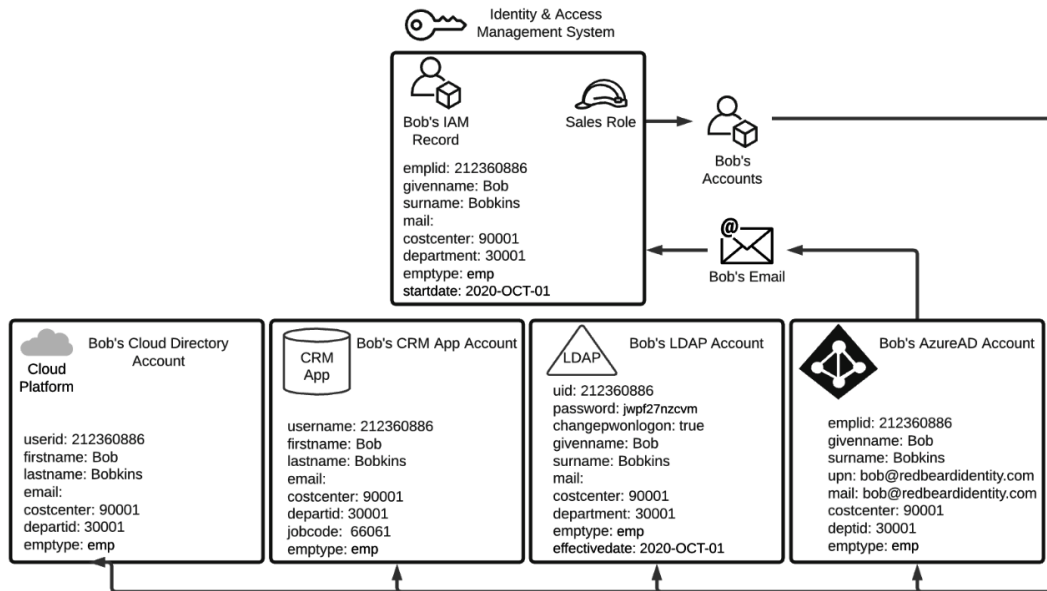 Identity & Access
Management System
Bob's IAM
Record
Sales Role
emplid: 212360886
givenname: Bob
surname: Bobkins
mail:
costcenter: 90001
department: 30001
emptype: emp
startdate: 2020-OCT-01
Bob's
Accounts
@
Bob's Email
Cloud
Platform
Bob's Cloud Directory
Account
userid: 212360886
firstname: Bob
lastname: Bobkins
email:
costcenter: 90001
departid: 30001
emptype: emp
CRM
App
Bob's CRM App Account
username: 212360886
firstname: Bob
lastname: Bobkins
email:
costcenter: 90001
departid: 30001
jobcode: 66061
emptype: emp
LDAP
Bob's LDAP Account
uid: 212360886
password: jwpf27nzcvm
changepwonlogon: true
givenname: Bob
surname: Bobkins
mail:
costcenter: 90001
department: 30001
emptype: emp
effectivedate: 2020-OCT-01
Bob's AzureAD Account
emplid: 212360886
givenname: Bob
surname: Bobkins
upn: bob@redbeardidentity.com
mail: bob@redbeardidentity.com
costcenter: 90001
deptid: 30001
emptype: emp